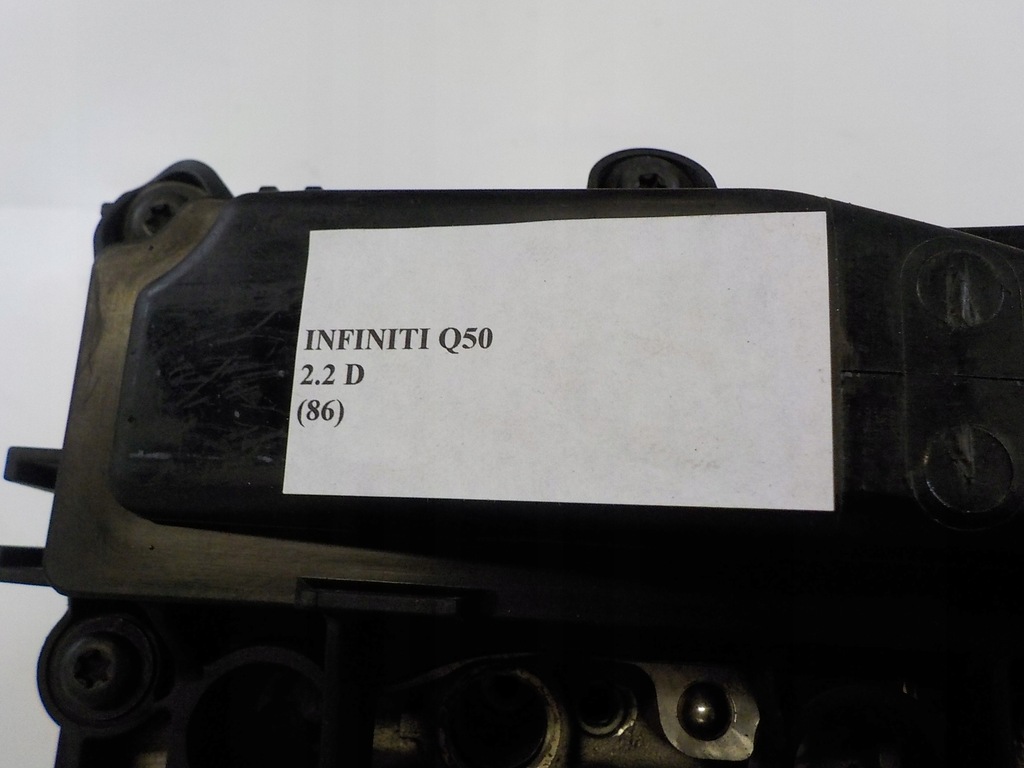 INFINITI Q50
2.2 D
(86)